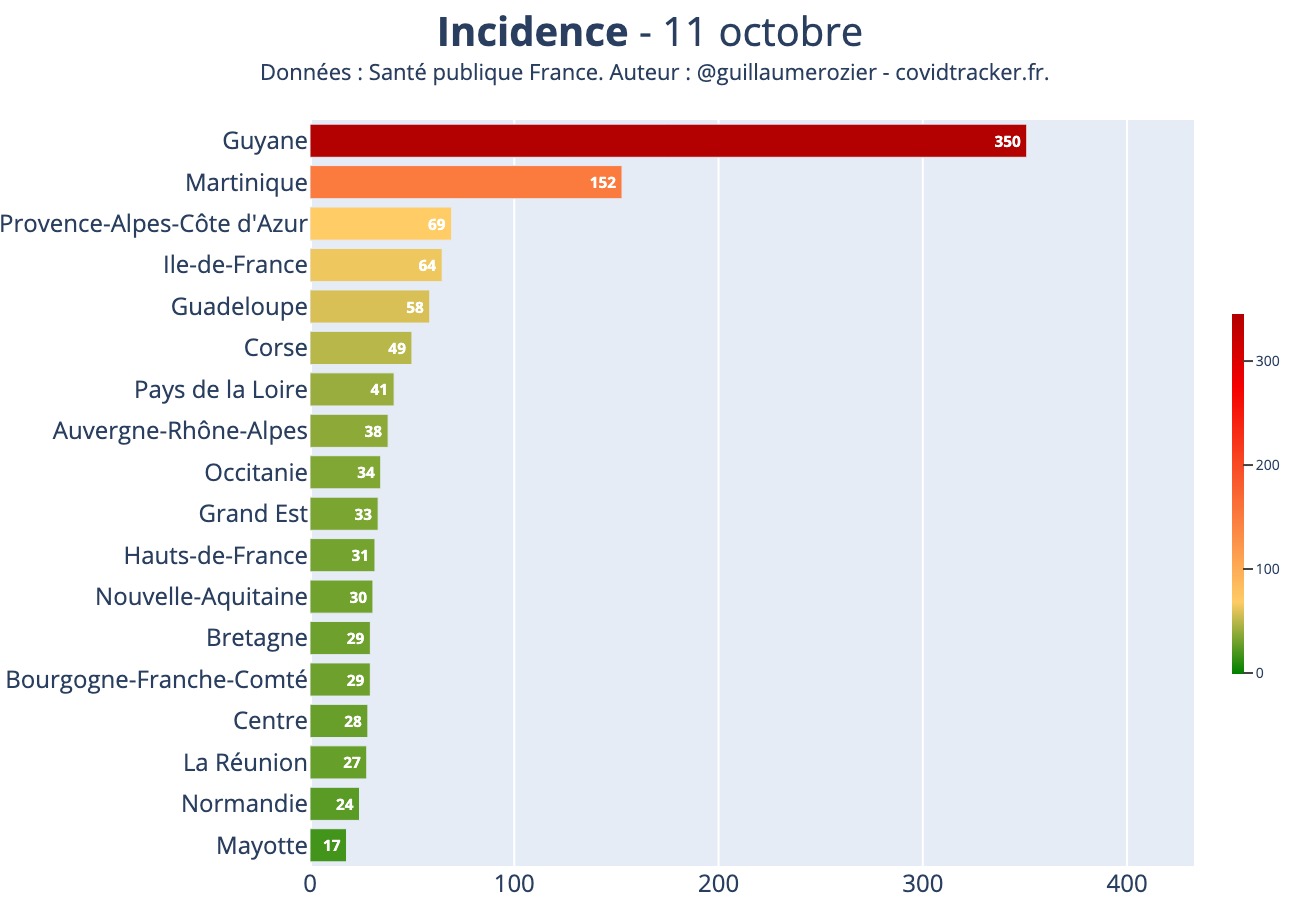 Incidence - 11 octobre
Données : Santé publique France. Auteur : @guillaumerozier - covidtracker.fr.
Guyane 350
Martinique 152
Provence-Alpes-Côte d'Azur 69
Ile-de-France 64
Guadeloupe 58
Corse 49
Pays de la Loire 41
Auvergne-Rhône-Alpes 38
Occitanie 34
Grand Est 33
Hauts-de-France 31
Nouvelle-Aquitaine 30
Bretagne 29
Bourgogne-Franche-Comté 29
Centre 28
La Réunion 27
Normandie 24
Mayotte 17
0 100 200 300 400
300
200
100
0